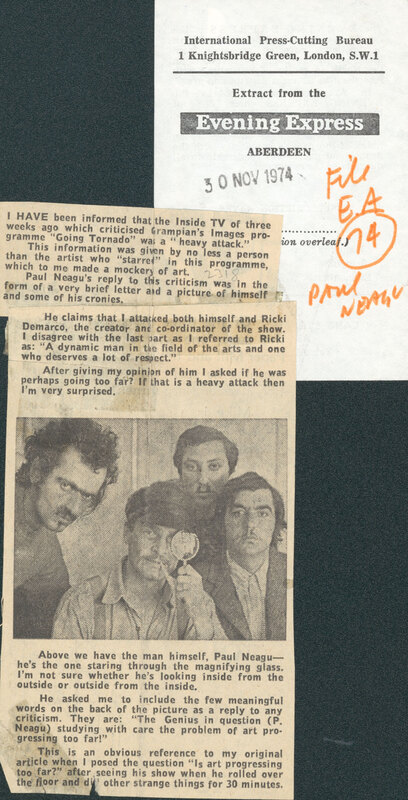 International Press-Cutting Bureau
1 Knightsbridge Green, London, S.W.1
Extract from the
Evening Express
ABERDEEN
30 NOV 1974
File
E.A
74
ion overleaf.)
PAUL
NEAGU
I HAVE been informed that the Inside TV of three
weeks ago which criticised Grampian's Images pro-
gramme "Going Tornado" was a "heavy attack."
This information was given by no less a person
than the artist who "starred" in this programme,
which to me made a mockery of art.
Paul Neagu's reply to this criticism was in the
form of a very brief letter and a picture of himself
and some of his cronies.
He claims that I attacked both himself and Ricki
Demarco, the creator and co-ordinator of the show.
I disagree with the last part as I referred to Ricki
as: "A dynamic man in the field of the arts and one
who deserves a lot of respect."
After giving my opinion of him I asked if he was
perhaps going too far? If that is a heavy attack then
I'm very surprised.
Above we have the man himself, Paul Neagu—
he's the one staring through the magnifying glass.
I'm not sure whether he's looking inside from the
outside or outside from the inside.
He asked me to include the few meaningful
words on the back of the picture as a reply to any
criticism. They are: "The Genius in question (P.
Neagu) studying with care the problem of art pro-
gressing too far!"
This is an obvious reference to my original
article when I posed the question "Is art progressing
too far?" after seeing his show when he rolled over
the floor and did other strange things for 30 minutes.